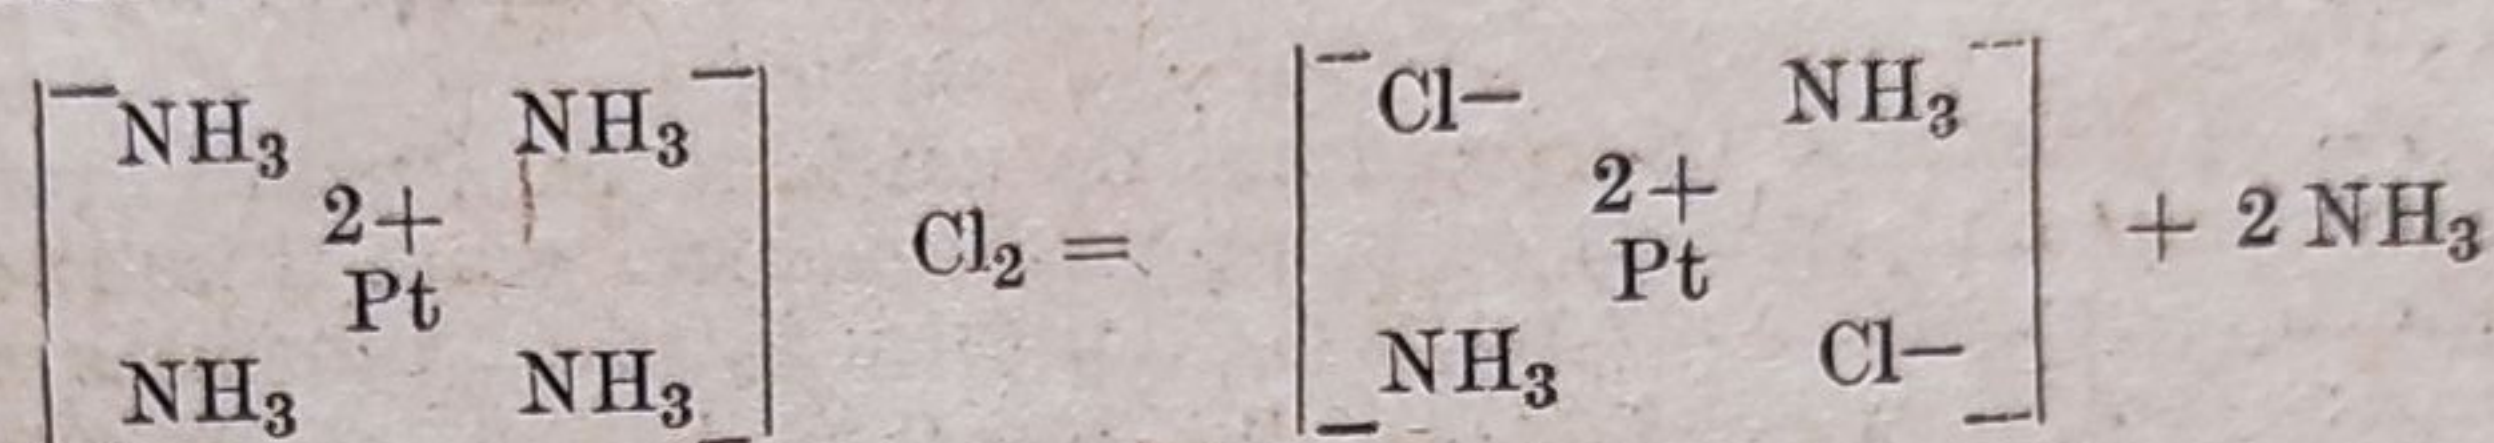 NH₃ NH₃ Cl− NH₃
2+ 2+
Pt Cl₂ = Pt + 2 NH₃
NH₃ NH₃ NH₃ Cl−